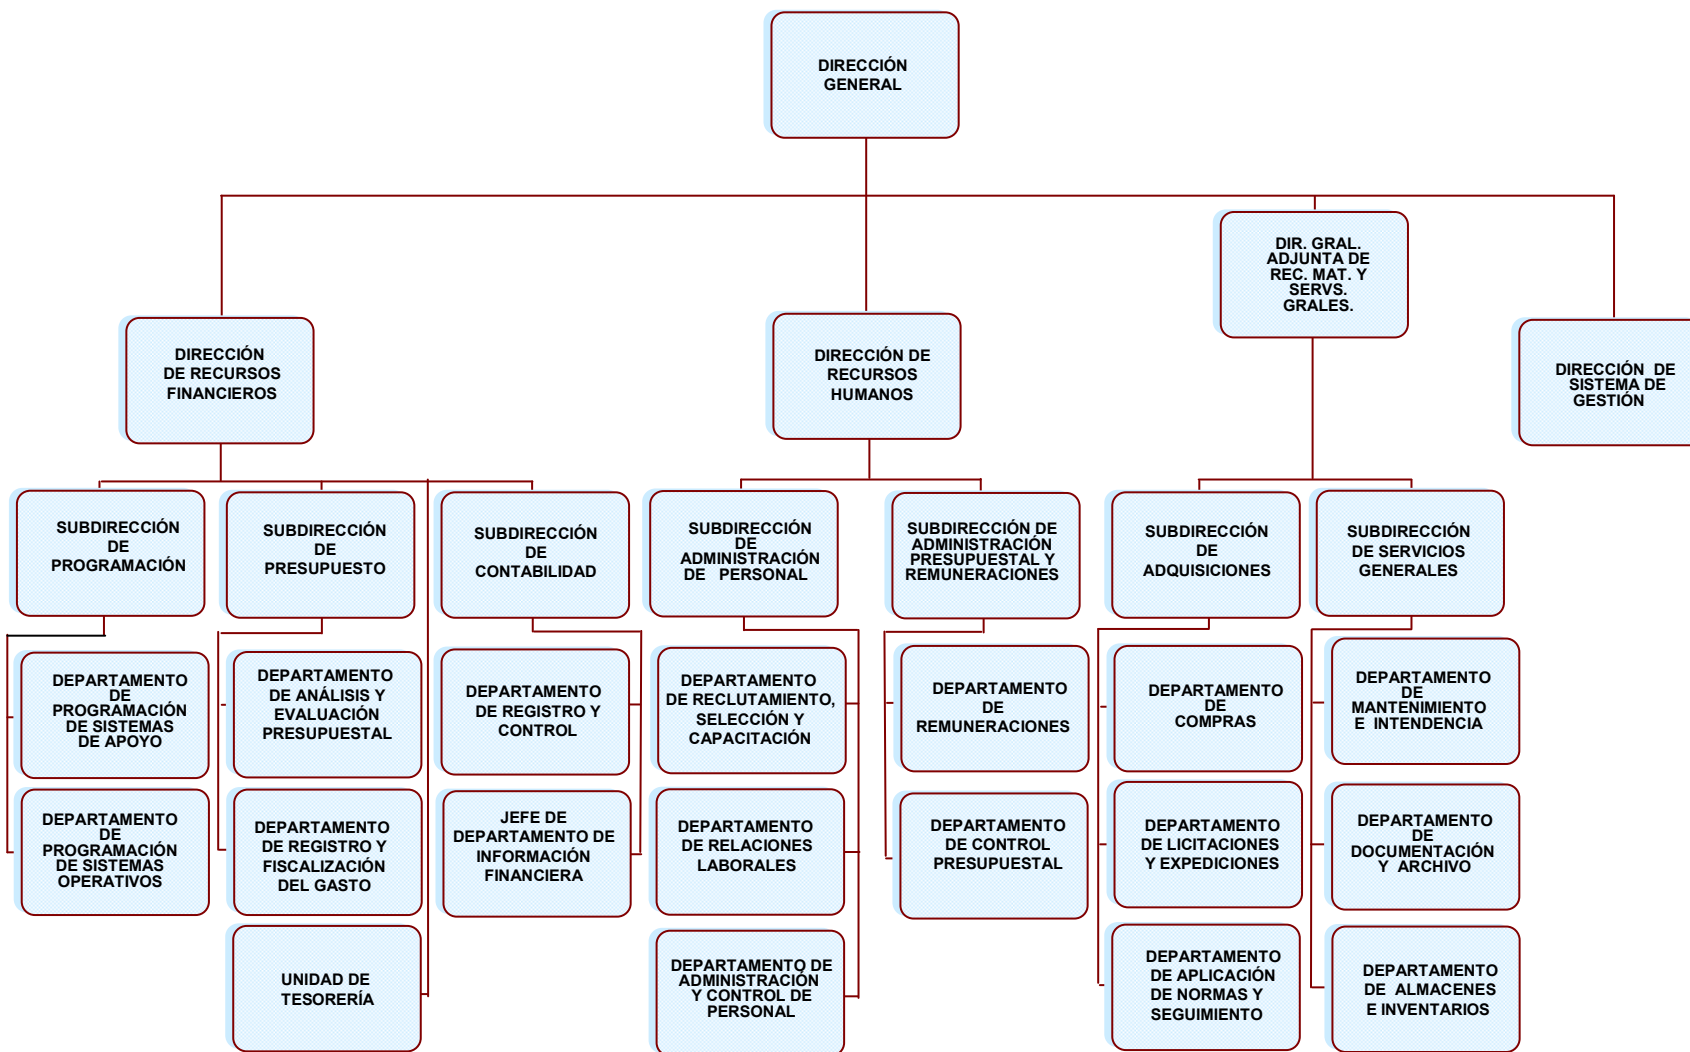 DIRECCIÓN
GENERAL
DIR. GRAL.
ADJUNTA DE
REC. MAT. Y
SERVS.
GRALES.
DIRECCIÓN
DE RECURSOS
FINANCIEROS
DIRECCIÓN DE
RECURSOS
HUMANOS
DIRECCIÓN DE
SISTEMA DE
GESTIÓN
SUBDIRECCIÓN
DE
PROGRAMACIÓN
SUBDIRECCIÓN
DE
PRESUPUESTO
SUBDIRECCIÓN
DE
CONTABILIDAD
SUBDIRECCIÓN
DE
ADMINISTRACIÓN
DE PERSONAL
SUBDIRECCIÓN DE
ADMINISTRACIÓN
PRESUPUESTAL Y
REMUNERACIONES
SUBDIRECCIÓN
DE
ADQUISICIONES
SUBDIRECCIÓN
DE SERVICIOS
GENERALES
DEPARTAMENTO
DE
PROGRAMACIÓN
DE SISTEMAS
DE APOYO
DEPARTAMENTO
DE ANÁLISIS Y
EVALUACIÓN
PRESUPUESTAL
DEPARTAMENTO
DE REGISTRO Y
CONTROL
DEPARTAMENTO
DE RECLUTAMIENTO,
SELECCIÓN Y
CAPACITACIÓN
DEPARTAMENTO
DE
REMUNERACIONES
DEPARTAMENTO
DE
COMPRAS
DEPARTAMENTO
DE
MANTENIMIENTO
E INTENDENCIA
DEPARTAMENTO
DE
PROGRAMACIÓN
DE SISTEMAS
OPERATIVOS
DEPARTAMENTO
DE REGISTRO Y
FISCALIZACIÓN
DEL GASTO
JEFE DE
DEPARTAMENTO DE
INFORMACIÓN
FINANCIERA
DEPARTAMENTO
DE RELACIONES
LABORALES
DEPARTAMENTO
DE CONTROL
PRESUPUESTAL
DEPARTAMENTO
DE LICITACIONES
Y EXPEDICIONES
DEPARTAMENTO
DE
DOCUMENTACIÓN
Y ARCHIVO
UNIDAD DE
TESORERÍA
DEPARTAMENTO DE
ADMINISTRACIÓN
Y CONTROL DE
PERSONAL
DEPARTAMENTO
DE APLICACIÓN
DE NORMAS Y
SEGUIMIENTO
DEPARTAMENTO
DE ALMACENES
E INVENTARIOS